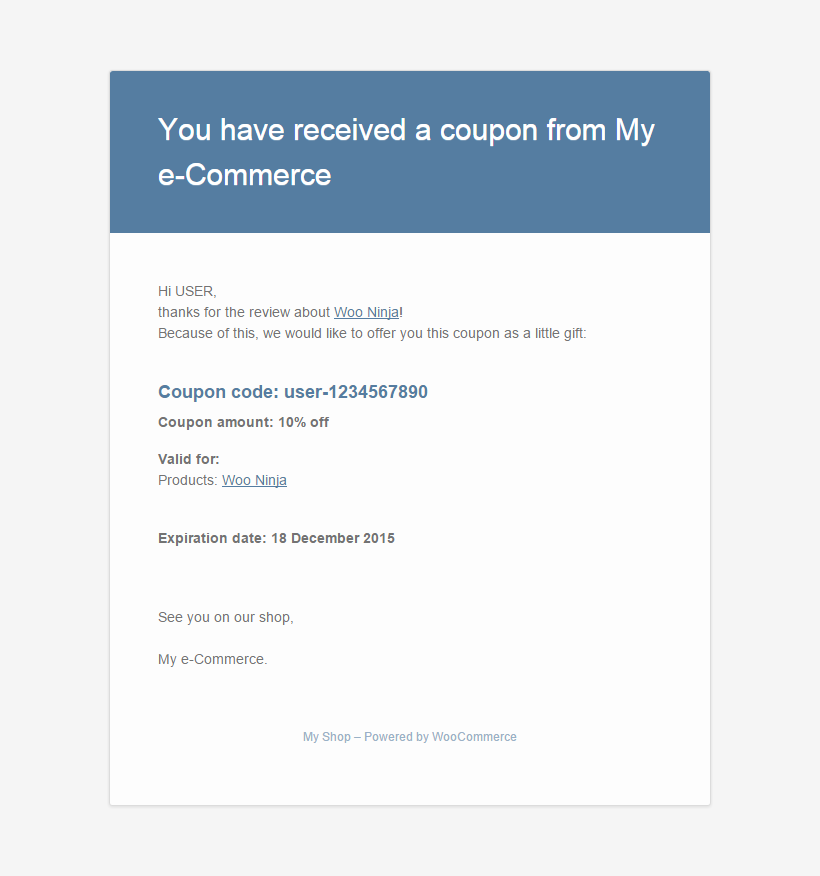 You have received a coupon from My
e-Commerce
Hi USER,
thanks for the review about Woo Ninja!
Because of this, we would like to offer you this coupon as a little gift:
Coupon code: user-1234567890
Coupon amount: 10% off
Valid for:
Products: Woo Ninja
Expiration date: 18 December 2015
See you on our shop,
My e-Commerce.
My Shop – Powered by WooCommerce